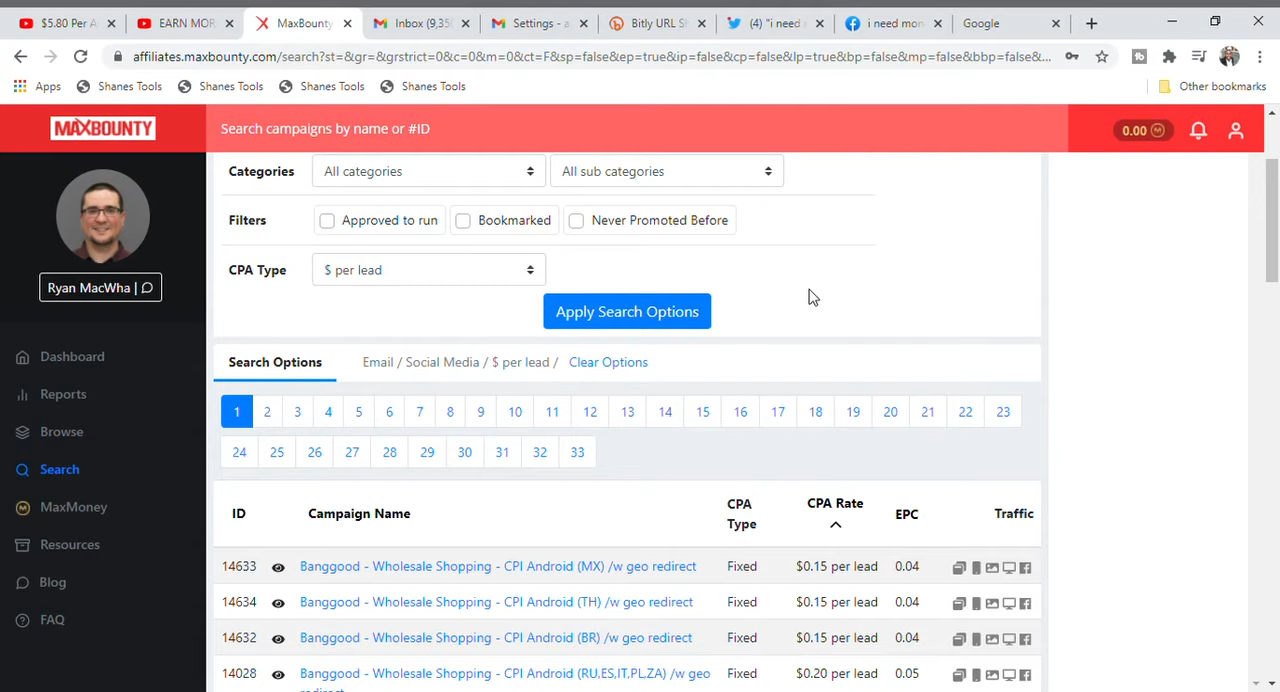 $5.80 Per A
EARN MOR
MaxBounty
Inbox (9,35
Settings - a
Bitly URL Sh
(4) "i need
i need mon
Google
affiliates.maxbounty.com/search?st=&gr=&grstrict=0&c=0&m=0&ct=F&sp=false&ep=true&ip=false&cp=false&lp=true&bp=false&mp=false&bbp=false&...
Apps
Shanes Tools
Shanes Tools
Shanes Tools
Shanes Tools
Other bookmarks
MAXBOUNTY
Search campaigns by name or #ID
0.00
Categories
All categories
All sub categories
Filters
Approved to run
Bookmarked
Never Promoted Before
CPA Type
$ per lead
Apply Search Options
Ryan MacWha |
Dashboard
Reports
Browse
Search
MaxMoney
Resources
Blog
FAQ
Search Options Email / Social Media / $ per lead / Clear Options
1 2 3 4 5 6 7 8 9 10 11 12 13 14 15 16 17 18 19 20 21 22 23
24 25 26 27 28 29 30 31 32 33
ID Campaign Name CPA Type CPA Rate EPC Traffic
14633 Banggood - Wholesale Shopping - CPI Android (MX) /w geo redirect Fixed $0.15 per lead 0.04
14634 Banggood - Wholesale Shopping - CPI Android (TH) /w geo redirect Fixed $0.15 per lead 0.04
14632 Banggood - Wholesale Shopping - CPI Android (BR) /w geo redirect Fixed $0.15 per lead 0.04
14028 Banggood - Wholesale Shopping - CPI Android (RU,ES,IT,PL,ZA) /w geo Fixed $0.20 per lead 0.05
redirect